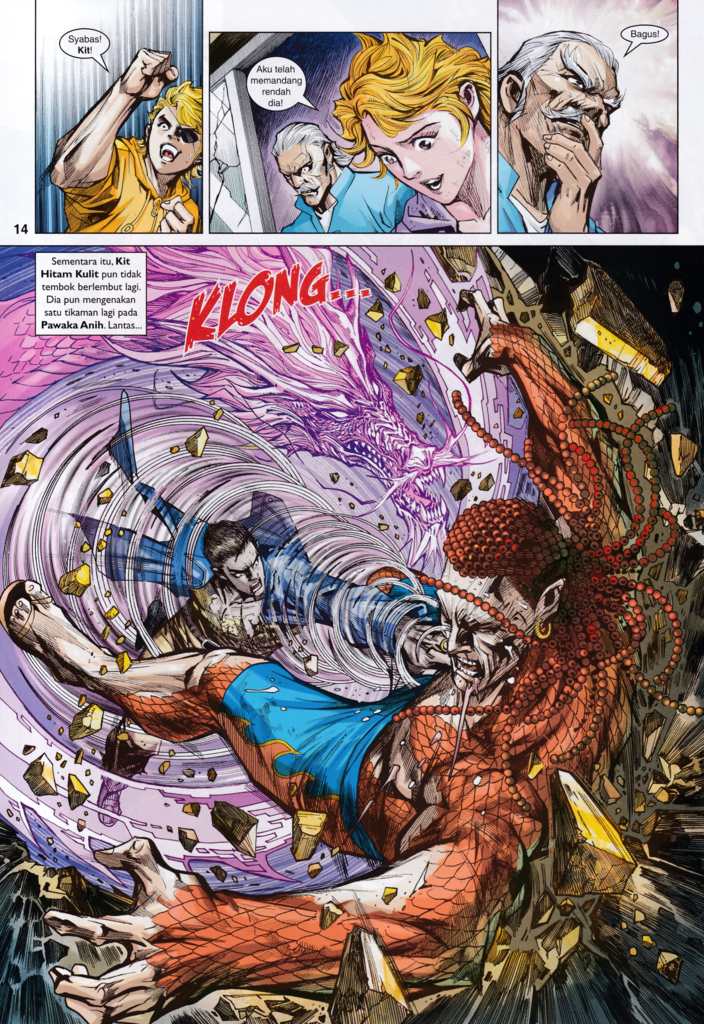 Syabas!
Kit!
Aku telah
memandang
rendah
dia!
Bagus!
14
Sementara itu, Kit
Hitam Kulit pun tidak
tembok berlembut lagi.
Dia pun mengenakan
satu tikaman lagi pada
Pawaka Anih. Lantas...
KLONG...